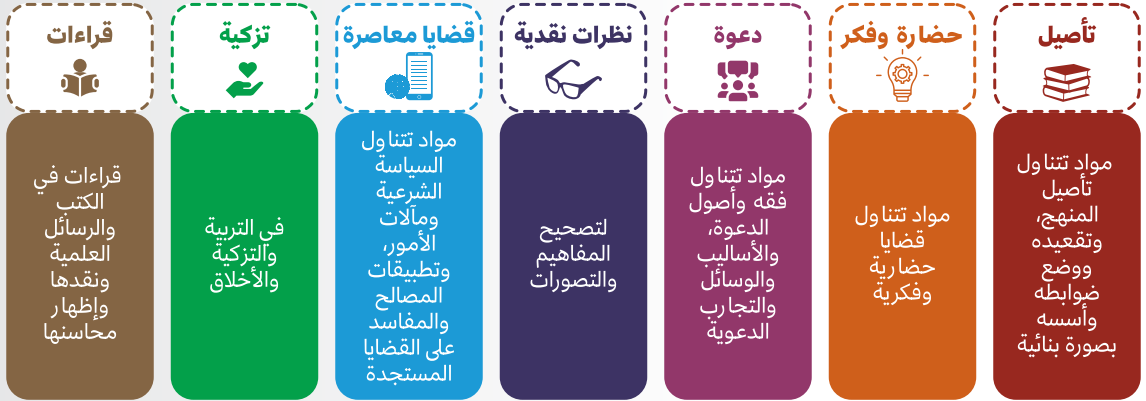 تأصيل
مواد تتناول
تأصيل
المنهج،
وتقعيده
ووضع
ضوابطه
وأسسه
بصورة بنائية
حضارة وفكر
مواد تتناول
قضايا
حضارية
وفكرية
دعوة
مواد تتناول
فقه وأصول
الدعوة،
والأساليب
والوسائل
والتجارب
الدعوية
نظرات نقدية
لتصحيح
المفاهيم
والتصورات
قضايا معاصرة
مواد تتناول
السياسة
الشرعية
ومآلات
الأمور،
وتطبيقات
المصالح
والمفاسد
على القضايا
المستجدة
تزكية
في التربية
والتزكية
والأخلاق
قراءات
قراءات في
الكتب
والرسائل
العلمية
ونقدها
وإظهار
محاسنها